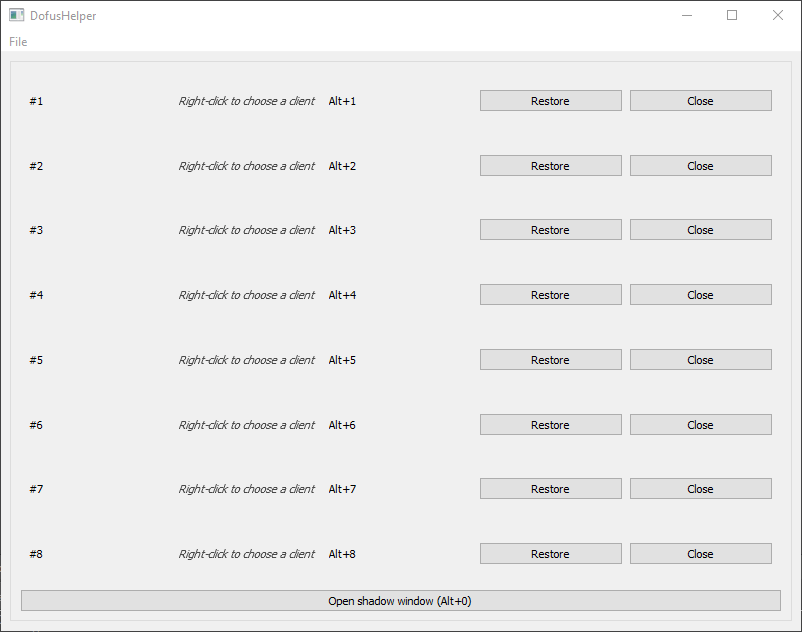 DofusHelper
File
#1 Right-click to choose a client Alt+1 Restore Close
#2 Right-click to choose a client Alt+2 Restore Close
#3 Right-click to choose a client Alt+3 Restore Close
#4 Right-click to choose a client Alt+4 Restore Close
#5 Right-click to choose a client Alt+5 Restore Close
#6 Right-click to choose a client Alt+6 Restore Close
#7 Right-click to choose a client Alt+7 Restore Close
#8 Right-click to choose a client Alt+8 Restore Close
Open shadow window (Alt+0)